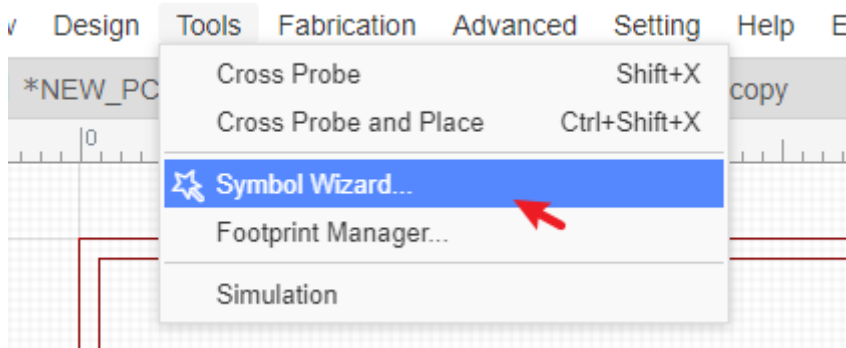 Design Tools Fabrication Advanced Setting Help
*NEW_PC copy
0
Cross Probe Shift+X
Cross Probe and Place Ctrl+Shift+X
Symbol Wizard...
Footprint Manager...
Simulation